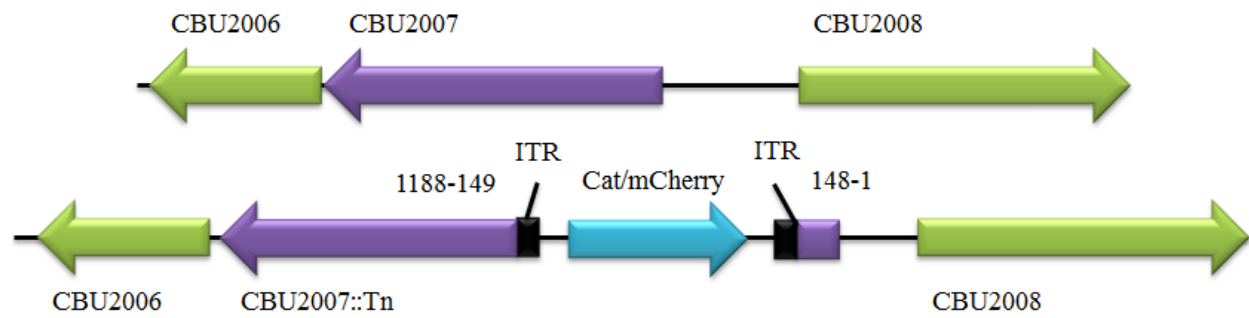 CBU2006 CBU2007 CBU2008
ITR ITR
1188-149 Cat/mCherry 148-1
CBU2006 CBU2007::Tn CBU2008